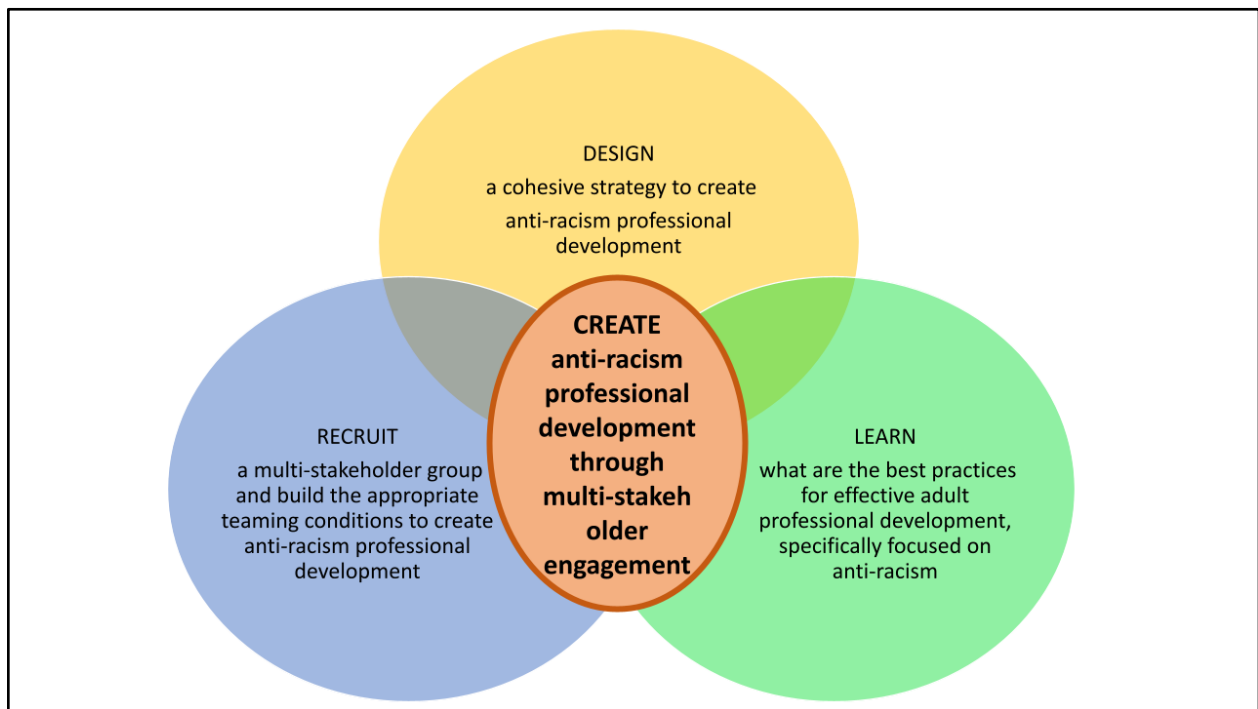 DESIGN
a cohesive strategy to create
anti-racism professional
development
CREATE
anti-racism
professional
development
through
multi-stakeh
older
engagement
RECRUIT
a multi-stakeholder group
and build the appropriate
teaming conditions to create
anti-racism professional
development
LEARN
what are the best practices
for effective adult
professional development,
specifically focused on
anti-racism